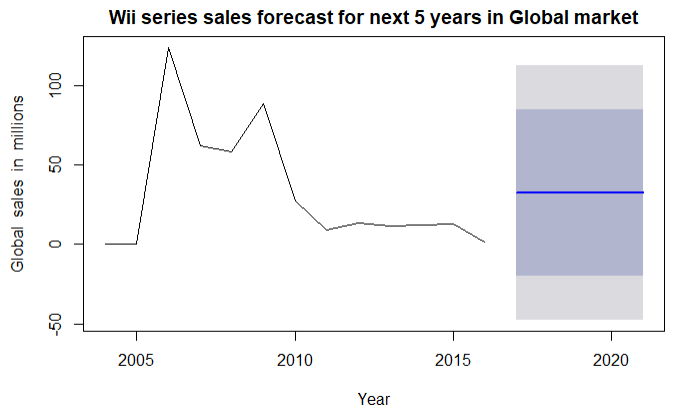 Wii series sales forecast for next 5 years in Global market
Global sales in millions
100
50
0
-50
2005 2010 2015 2020
Year